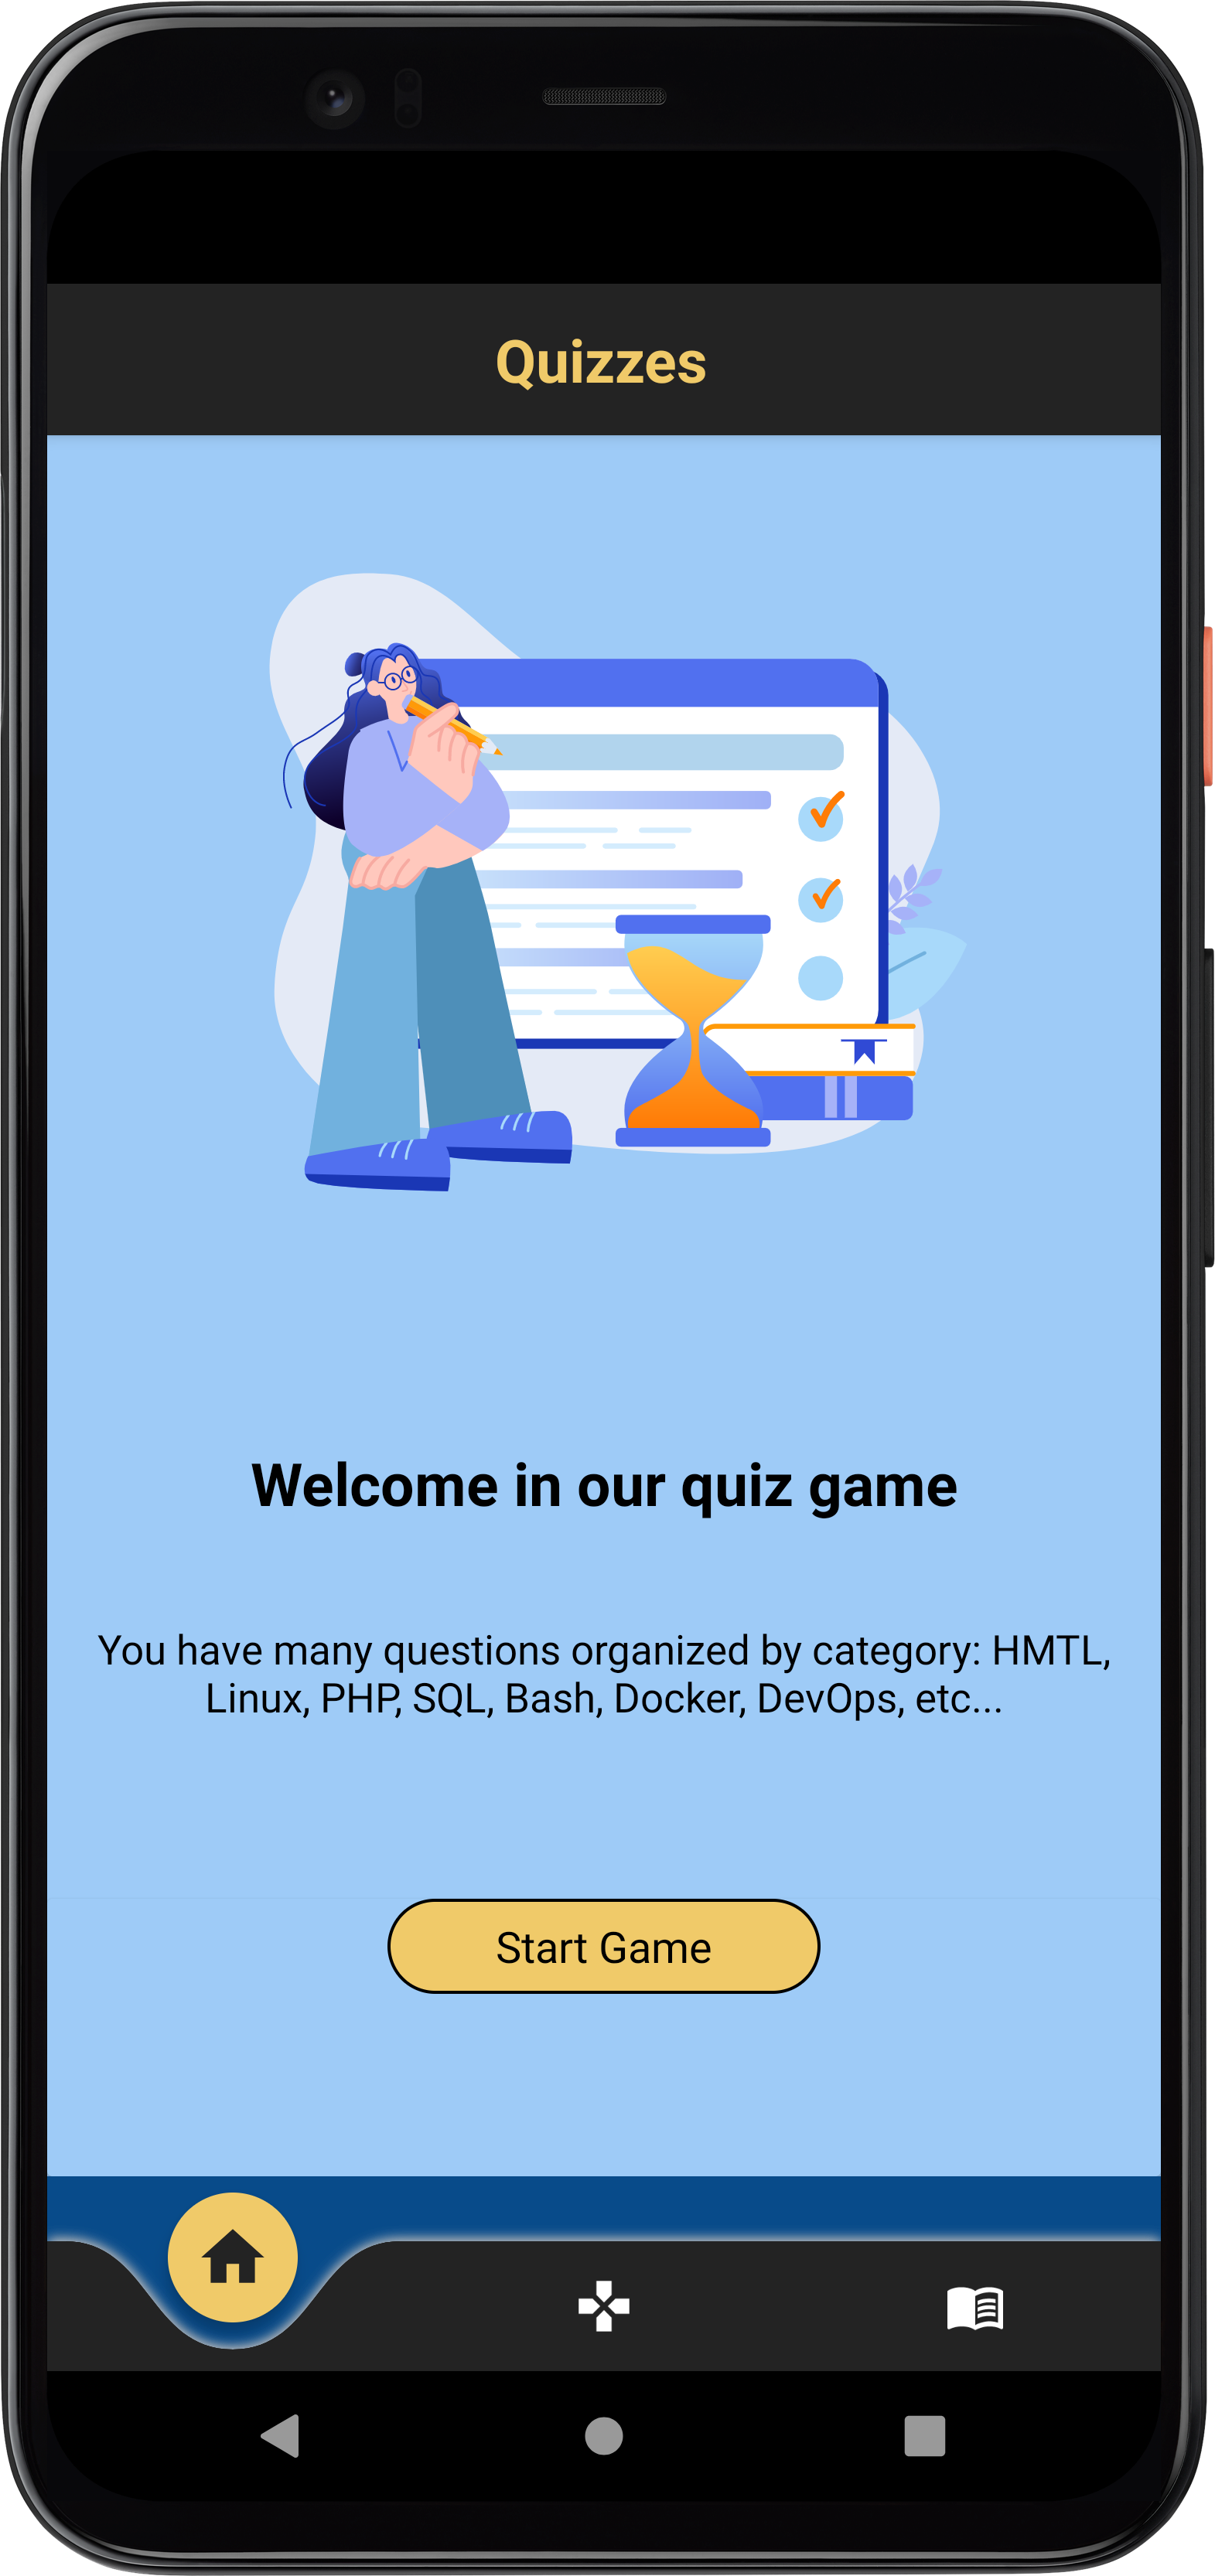 Quizzes
Welcome in our quiz game
You have many questions organized by category: HMTL,
Linux, PHP, SQL, Bash, Docker, DevOps, etc...
Start Game